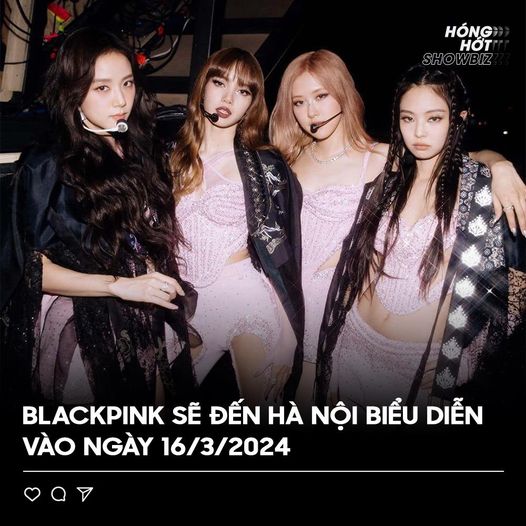 HÓNG
HỚT
SHOWBIZ
BLACKPINK SẼ ĐẾN HÀ NỘI BIỂU DIỄN
VÀO NGÀY 16/3/2024